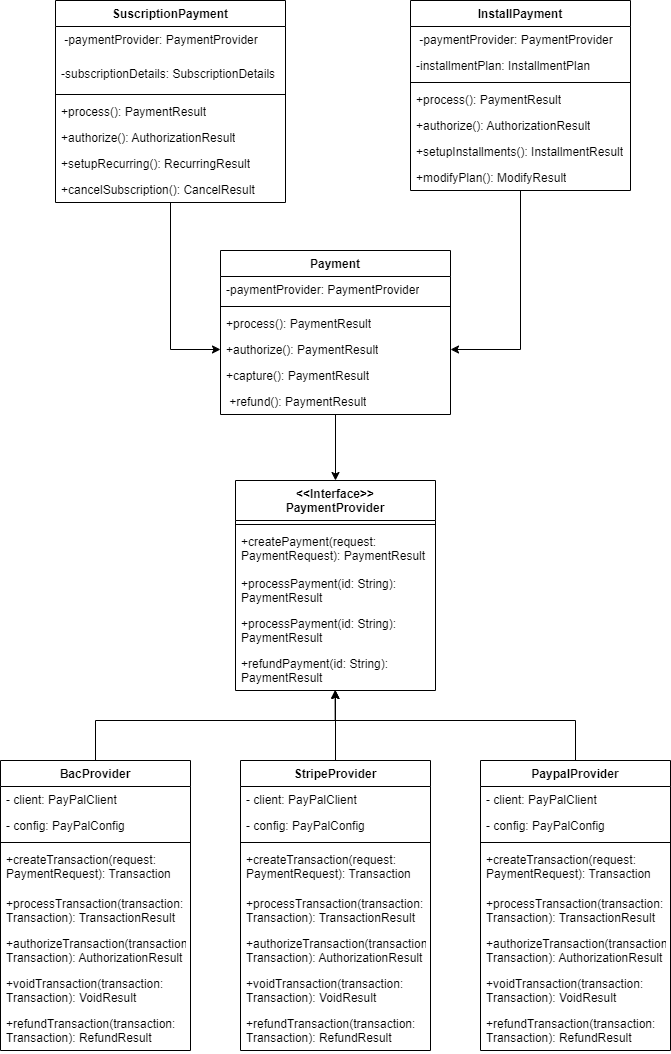 SuscriptionPayment
-paymentProvider: PaymentProvider
-subscriptionDetails: SubscriptionDetails
+process(): PaymentResult
+authorize(): AuthorizationResult
+setupRecurring(): RecurringResult
+cancelSubscription(): CancelResult
InstallPayment
-paymentProvider: PaymentProvider
-installmentPlan: InstallmentPlan
+process(): PaymentResult
+authorize(): AuthorizationResult
+setupInstallments(): InstallmentResult
+modifyPlan(): ModifyResult
Payment
-paymentProvider: PaymentProvider
+process(): PaymentResult
+authorize(): PaymentResult
+capture(): PaymentResult
+refund(): PaymentResult
<<Interface>>
PaymentProvider
+createPayment(request:
PaymentRequest): PaymentResult
+processPayment(id: String):
PaymentResult
+processPayment(id: String):
PaymentResult
+refundPayment(id: String):
PaymentResult
BacProvider
- client: PayPalClient
- config: PayPalConfig
+createTransaction(request:
PaymentRequest): Transaction
+processTransaction(transaction:
Transaction): TransactionResult
+authorizeTransaction(transaction
Transaction): AuthorizationResult
+voidTransaction(transaction:
Transaction): VoidResult
+refundTransaction(transaction:
Transaction): RefundResult
StripeProvider
- client: PayPalClient
- config: PayPalConfig
+createTransaction(request:
PaymentRequest): Transaction
+processTransaction(transaction:
Transaction): TransactionResult
+authorizeTransaction(transaction
Transaction): AuthorizationResult
+voidTransaction(transaction:
Transaction): VoidResult
+refundTransaction(transaction:
Transaction): RefundResult
PaypalProvider
- client: PayPalClient
- config: PayPalConfig
+createTransaction(request:
PaymentRequest): Transaction
+processTransaction(transaction:
Transaction): TransactionResult
+authorizeTransaction(transaction
Transaction): AuthorizationResult
+voidTransaction(transaction:
Transaction): VoidResult
+refundTransaction(transaction:
Transaction): RefundResult